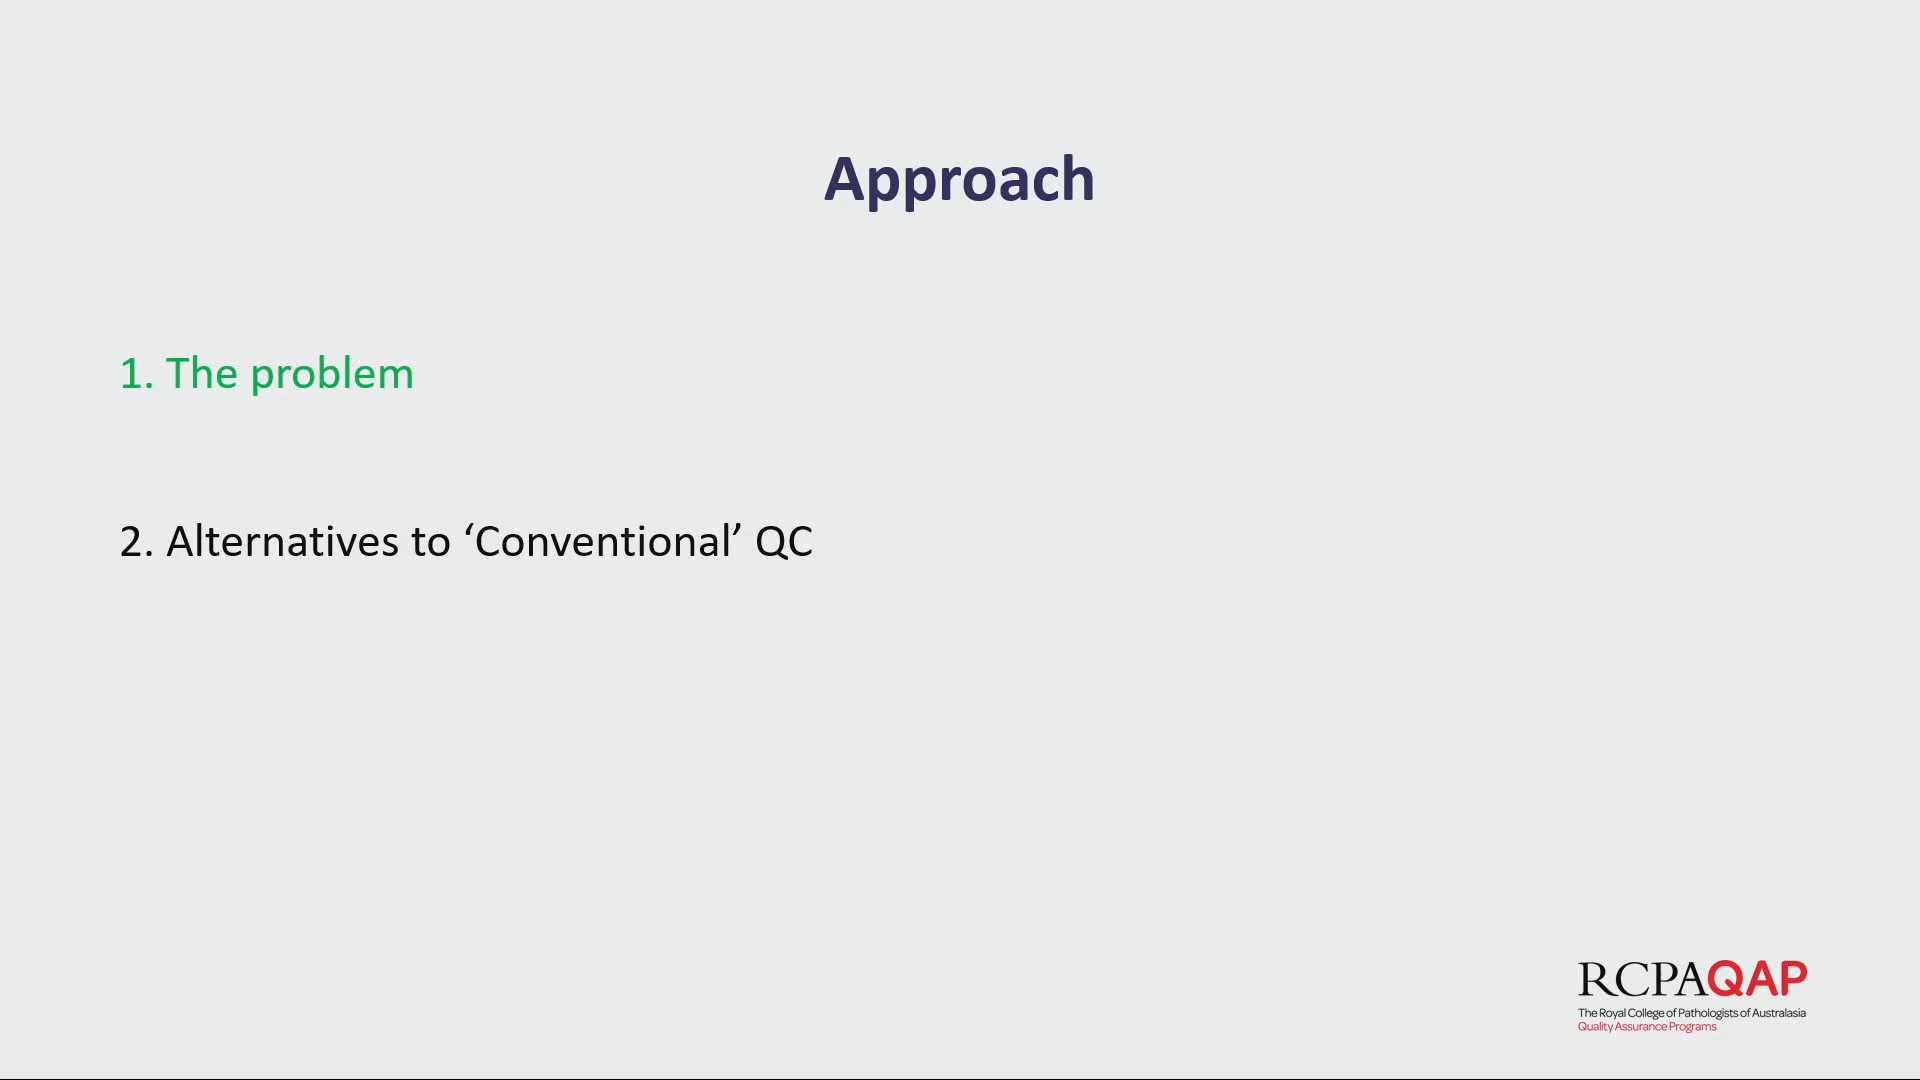 Approach
1. The problem
2. Alternatives to ‘Conventional’ QC
RCPAQAP
The Royal College of Pathologists of Australasia
Quality Assurance Programs